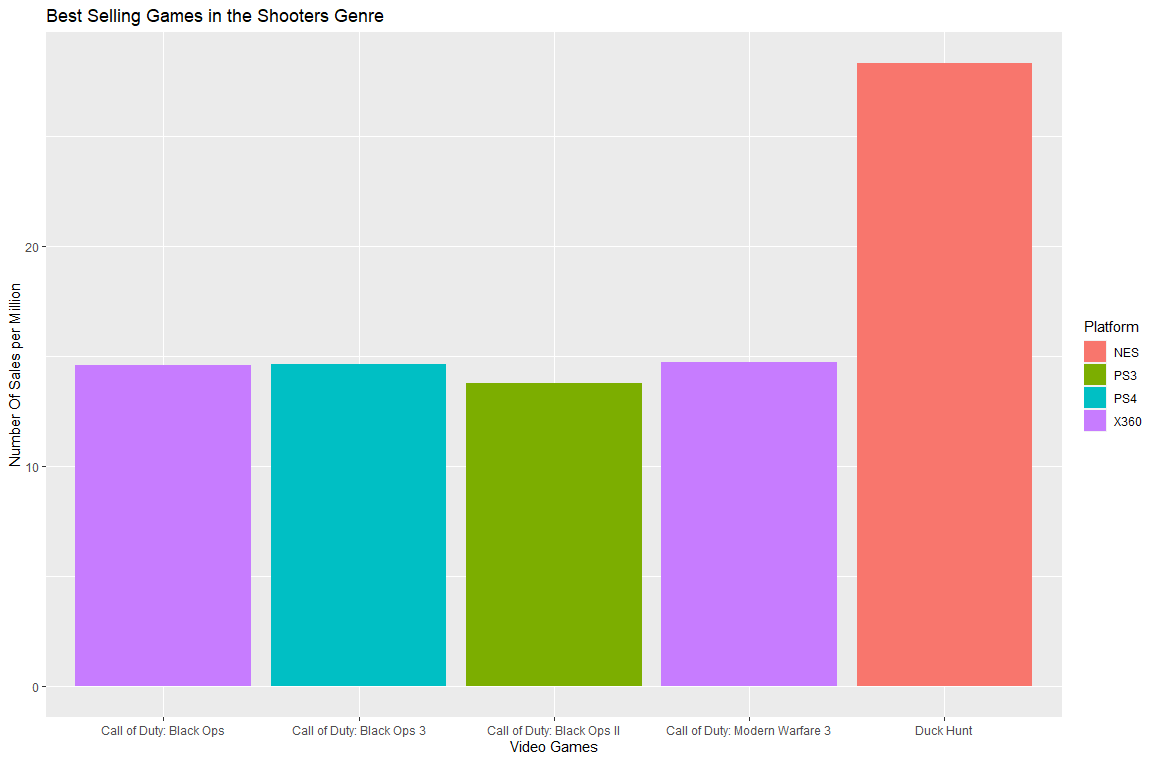 Best Selling Games in the Shooters Genre
Number Of Sales per Million
20
10
0
Call of Duty: Black Ops
Call of Duty: Black Ops 3
Call of Duty: Black Ops II
Call of Duty: Modern Warfare 3
Duck Hunt
Video Games
Platform
NES
PS3
PS4
X360